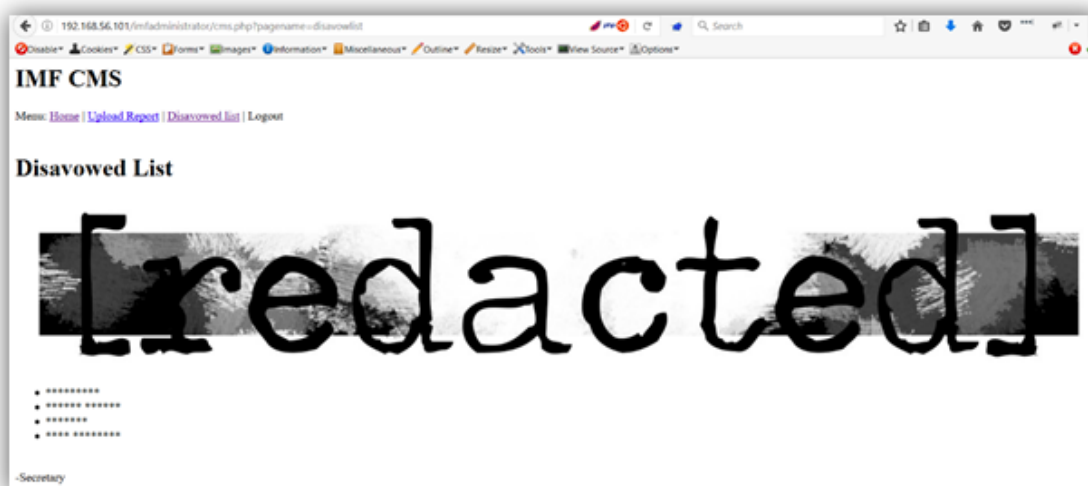 192.168.56.101/imfadministrator/cms.php?pagename=disavowlist Search
Disable Cookies CSS Forms Images Information Miscellaneous Outline Resize Tools View Source Options
IMF CMS
Menu: Home | Upload Report | Disavowed list | Logout
Disavowed List
[redacted]
*********
****** ******
*******
**** ********
-Secretary